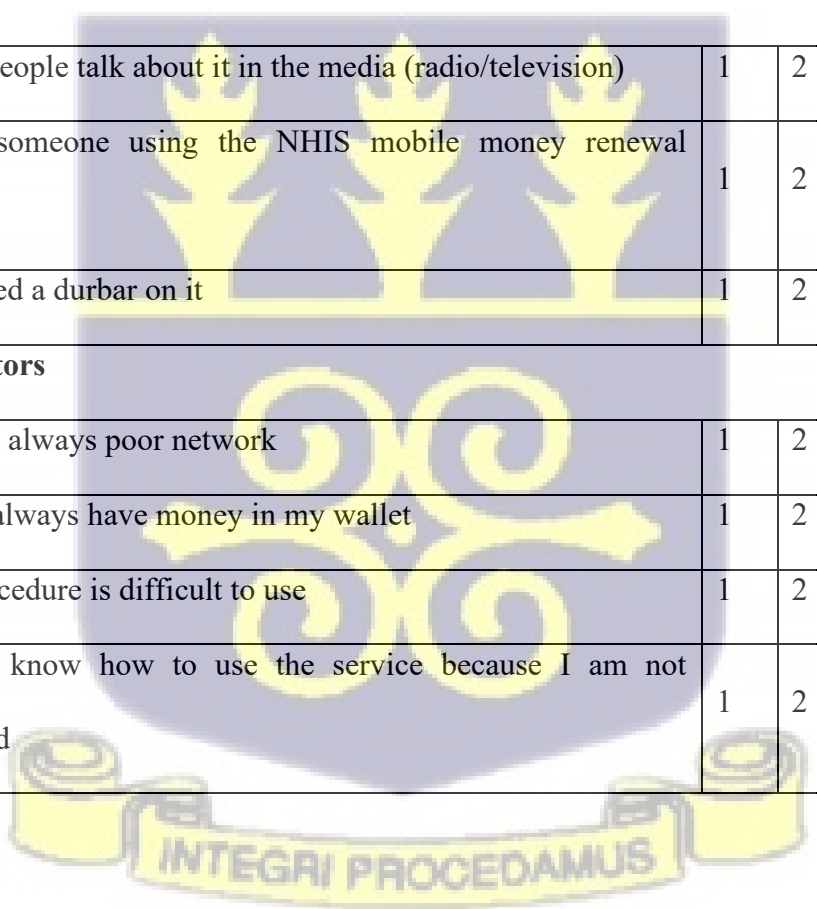 eople talk about it in the media (radio/television) 1 2
someone using the NHIS mobile money renewal
1 2
ed a durbar on it 1 2
tors
always poor network 1 2
always have money in my wallet 1 2
cedure is difficult to use 1 2
know how to use the service because I am not
1 2
d
INTEGRI PROCEDAMUS